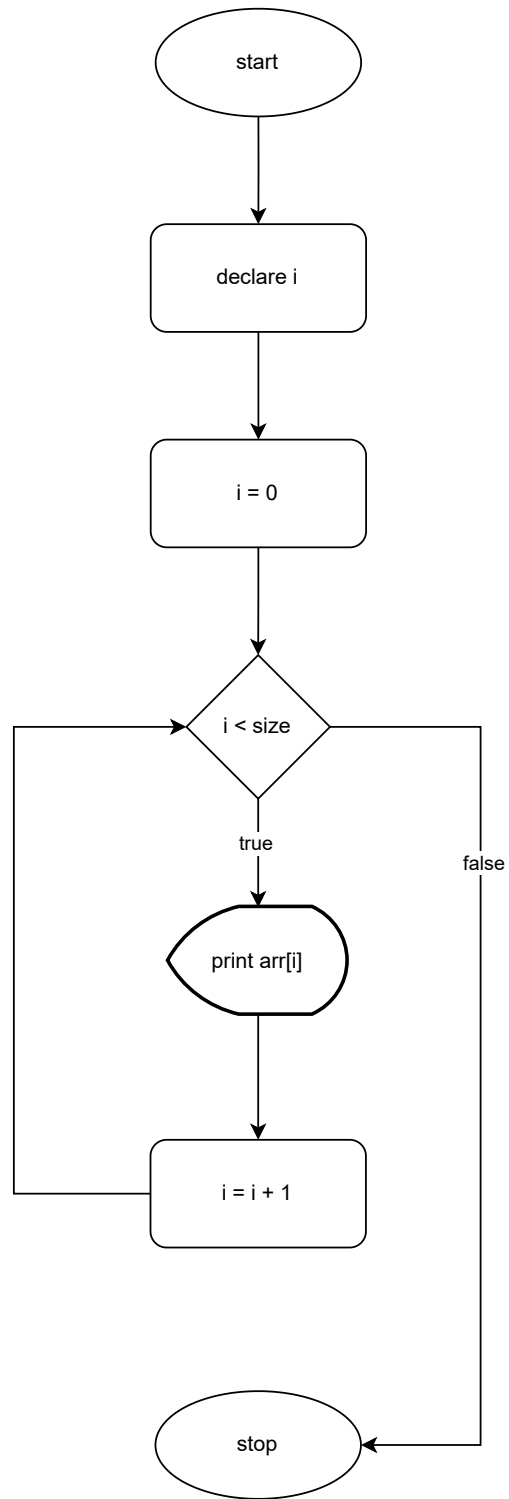 start
declare i
i = 0
i < size
true
false
print arr[i]
i = i + 1
stop